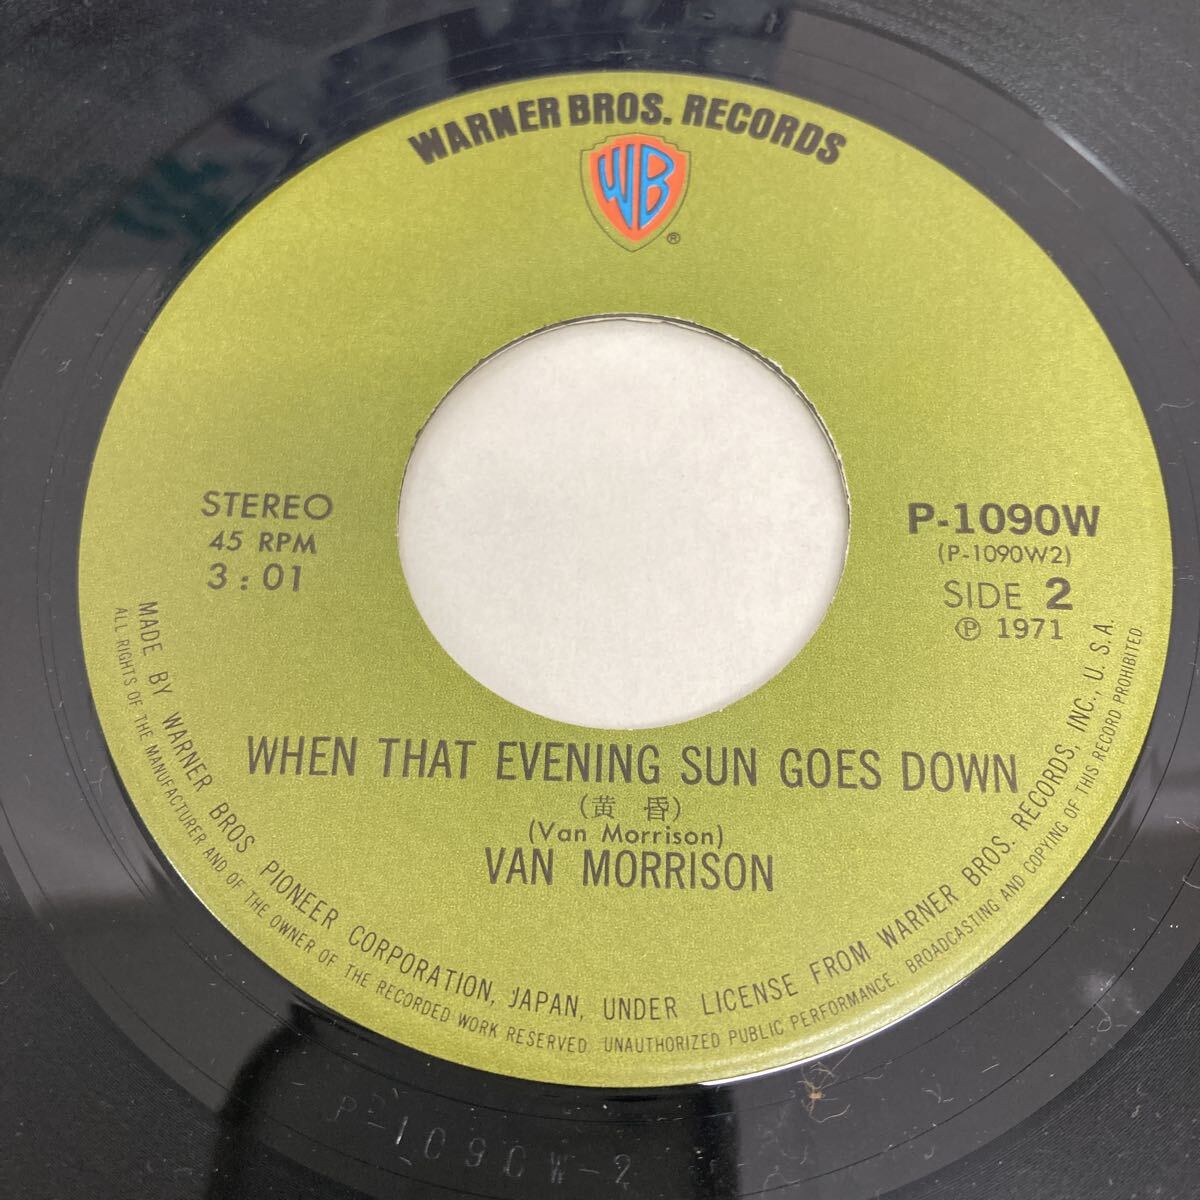 WARNER BROS. RECORDS
WB
®
STEREO
45 RPM
3:01
P-1090W
(P-1090W2)
SIDE 2
Ⓟ 1971
WHEN THAT EVENING SUN GOES DOWN
(黄昏)
(Van Morrison)
VAN MORRISON
MADE BY WARNER BROS PIONEER CORPORATION, JAPAN, UNDER LICENSE FROM WARNER BROS. RECORDS, INC., U.S.A.
ALL RIGHTS OF THE MANUFACTURER AND OF THE OWNER OF THE RECORDED WORK RESERVED. UNAUTHORIZED PUBLIC PERFORMANCE, BROADCASTING AND COPYING OF THIS RECORD PROHIBITED
P-1090W-2